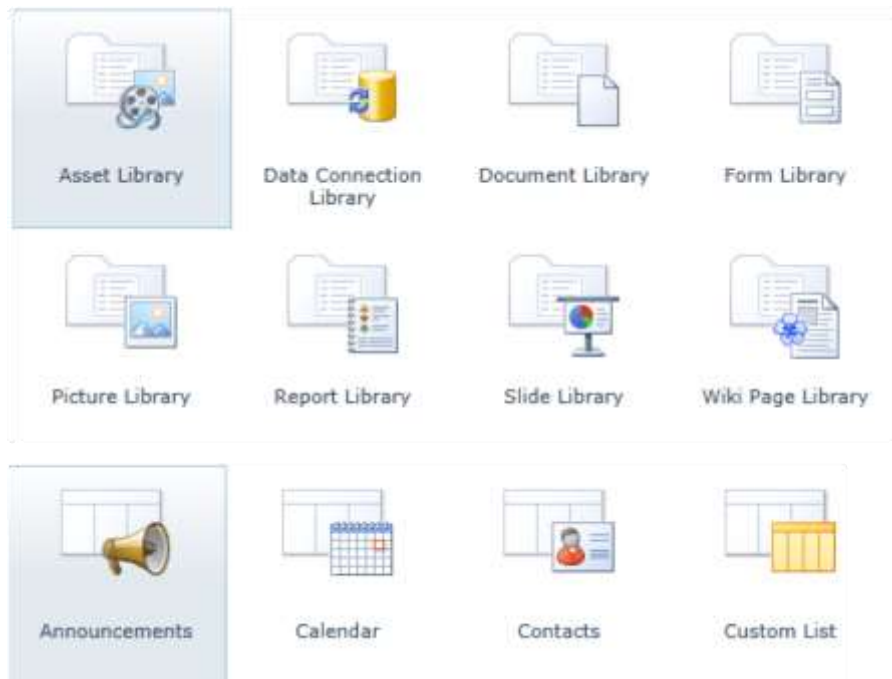 Asset Library
Data Connection
Library
Document Library
Form Library
Picture Library
Report Library
Slide Library
Wiki Page Library
Announcements
Calendar
Contacts
Custom List